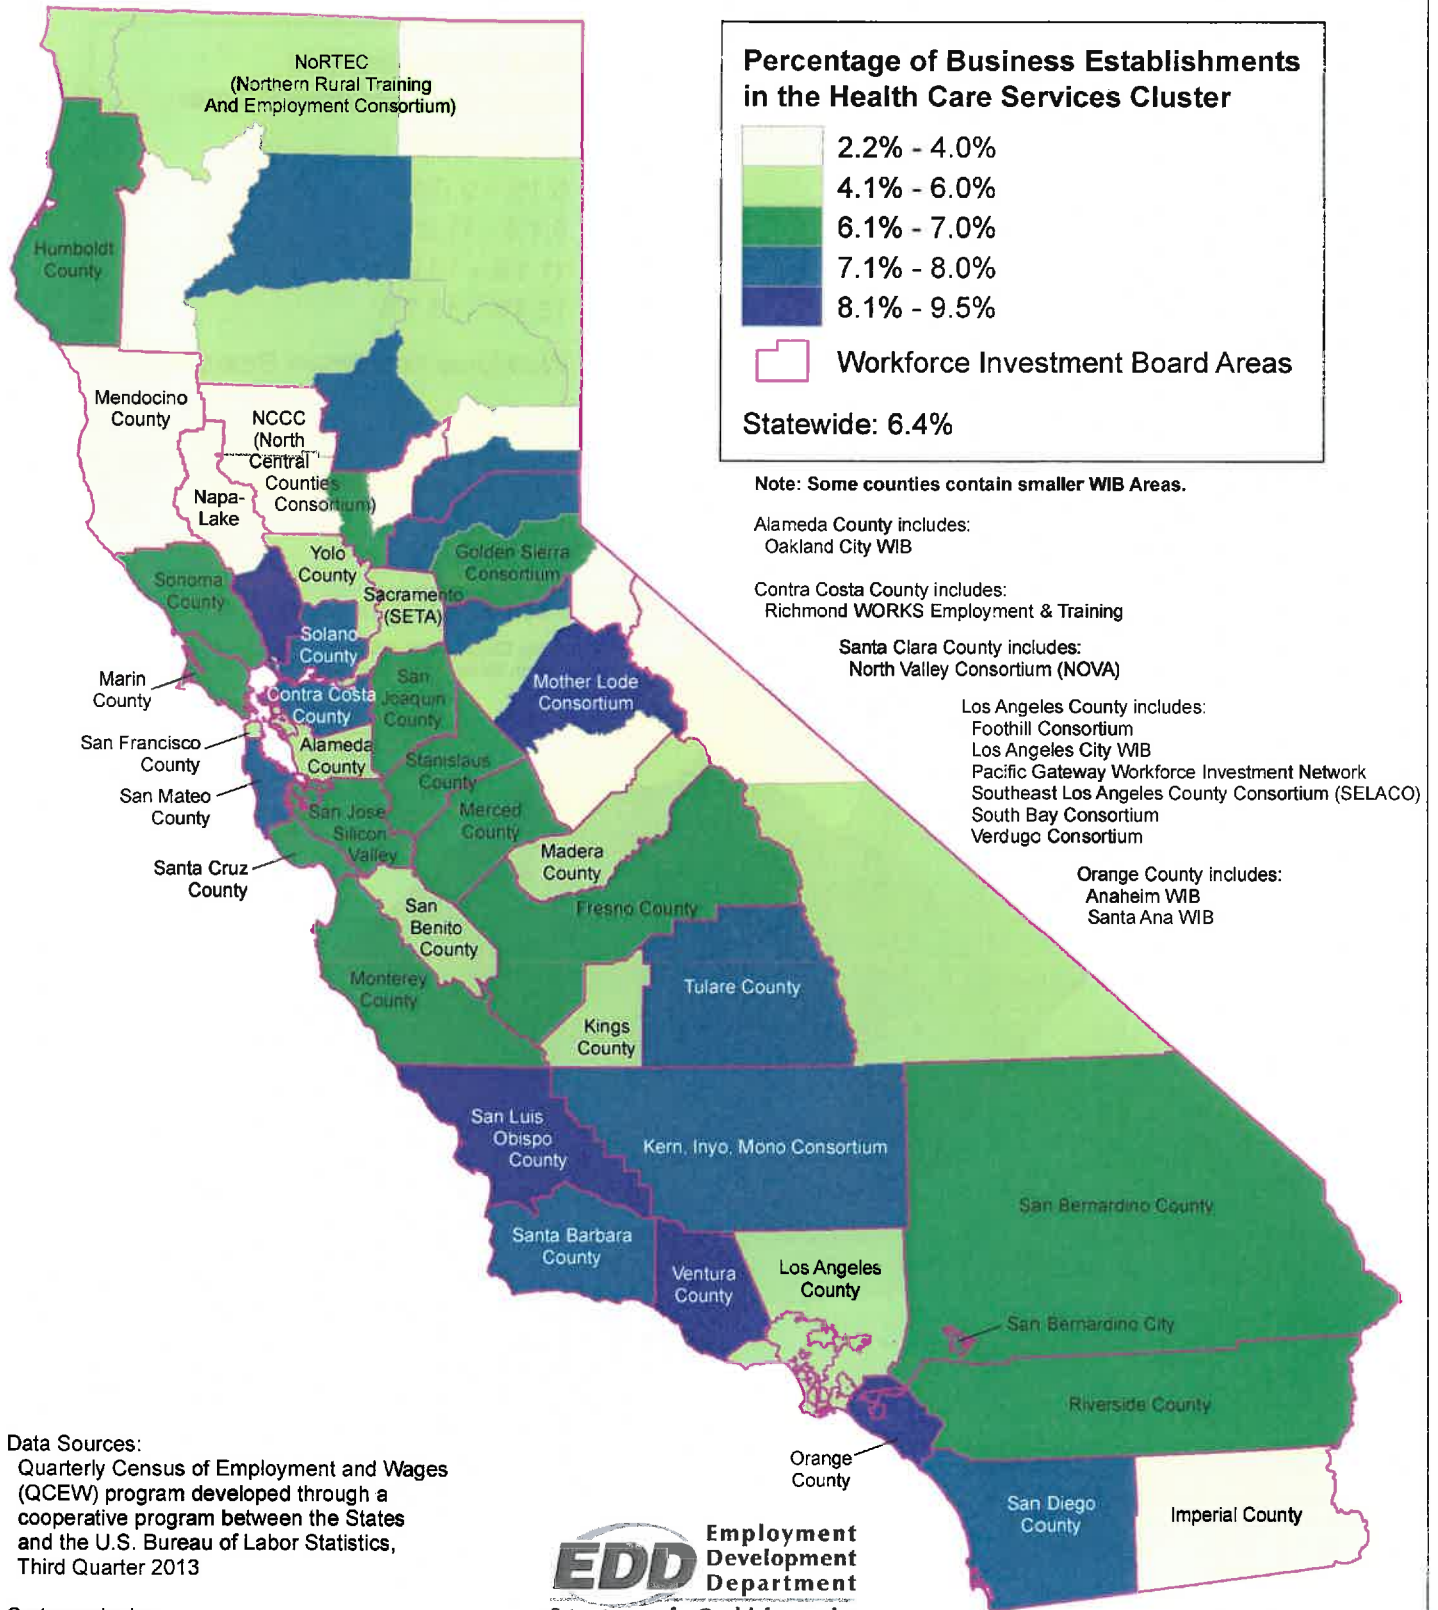 NoRTEC
(Northern Rural Training
And Employment Consortium)
Percentage of Business Establishments
in the Health Care Services Cluster
2.2% - 4.0%
4.1% - 6.0%
6.1% - 7.0%
7.1% - 8.0%
8.1% - 9.5%
Workforce Investment Board Areas
Statewide: 6.4%
Humboldt
County
Mendocino
County
NCCC
(North
Central
Counties
Consortium)
Napa-
Lake
Note: Some counties contain smaller WIB Areas.
Alameda County includes:
Oakland City WIB
Contra Costa County includes:
Richmond WORKS Employment & Training
Santa Clara County includes:
North Valley Consortium (NOVA)
Los Angeles County includes:
Foothill Consortium
Los Angeles City WIB
Pacific Gateway Workforce Investment Network
Southeast Los Angeles County Consortium (SELACO)
South Bay Consortium
Verdugo Consortium
Orange County includes:
Anaheim WIB
Santa Ana WIB
Yolo
County
Golden Sierra
Consortium
Sonoma
County
Sacramento
(SETA)
Solano
County
Marin
County
Contra Costa
County
San
Joaquin
County
Mother Lode
Consortium
San Francisco
County
Alameda
County
Stanislaus
County
San Mateo
County
San Jose
Silicon
Valley
Merced
County
Santa Cruz
County
Madera
County
San
Benito
County
Fresno County
Monterey
County
Tulare County
Kings
County
San Luis
Obispo
County
Kern, Inyo, Mono Consortium
San Bernardino County
Santa Barbara
County
Ventura
County
Los Angeles
County
San Bernardino City
Riverside County
Orange
County
San Diego
County
Imperial County
Data Sources:
Quarterly Census of Employment and Wages
(QCEW) program developed through a
cooperative program between the States
and the U.S. Bureau of Labor Statistics,
Third Quarter 2013
EDD
Employment
Development
Department